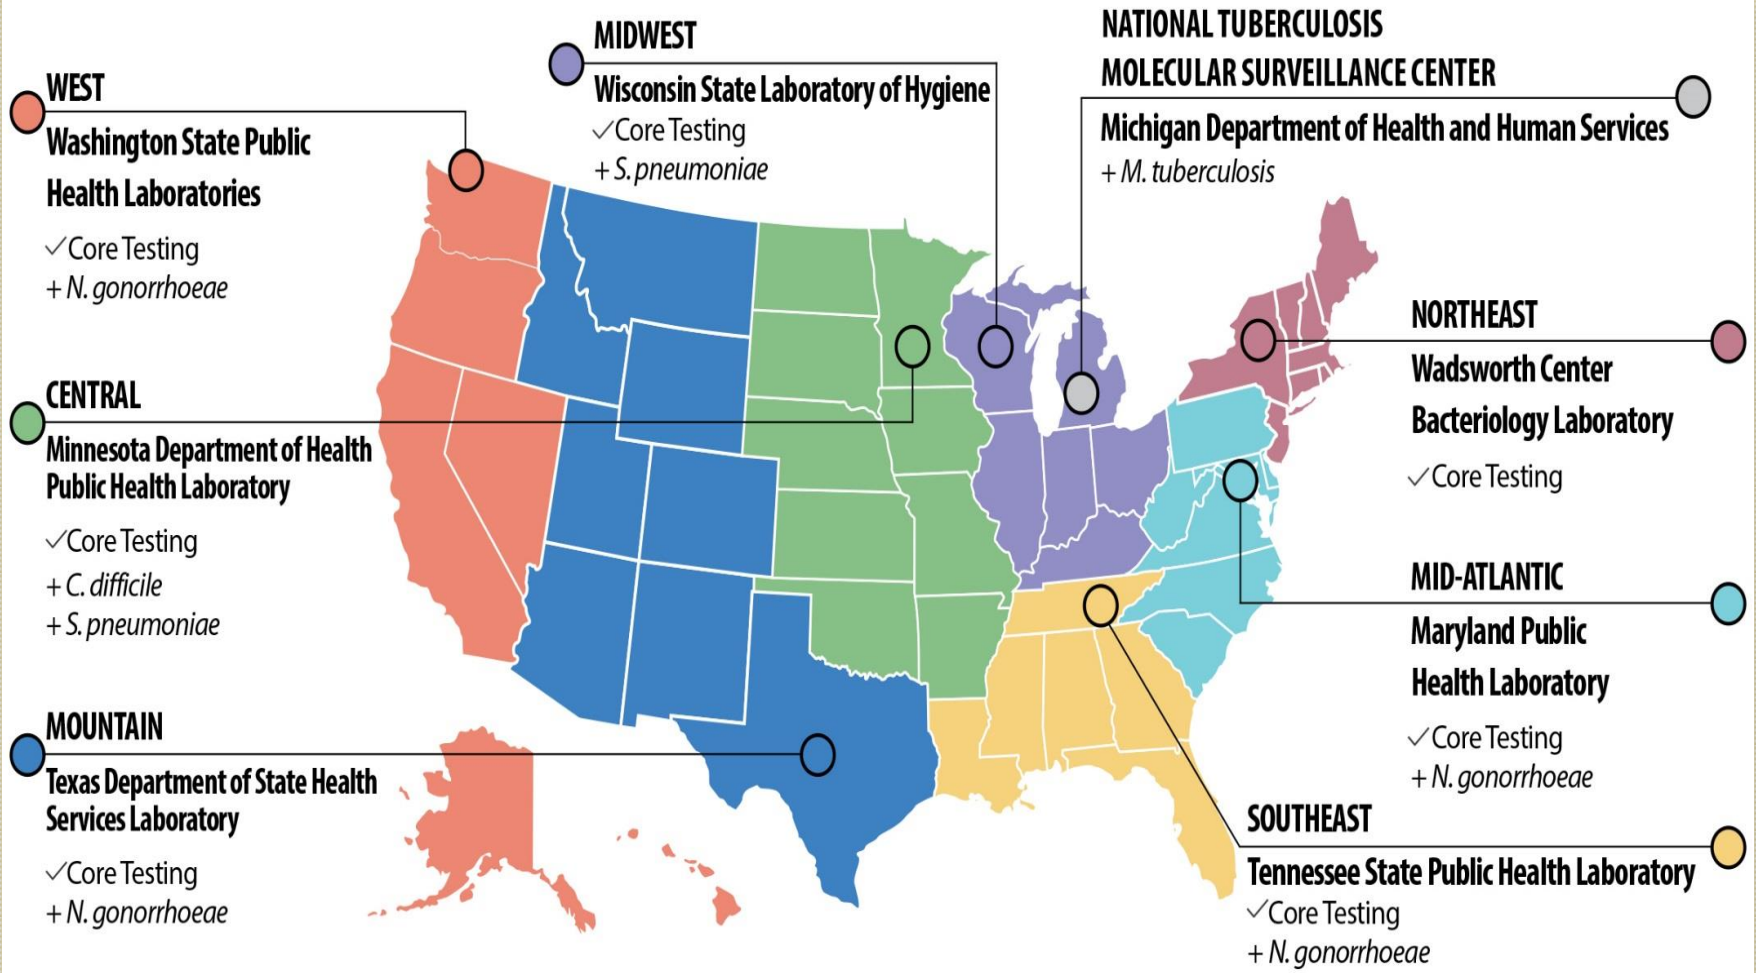 WEST
Washington State Public
Health Laboratories
✓Core Testing
+ N. gonorrhoeae
CENTRAL
Minnesota Department of Health
Public Health Laboratory
✓Core Testing
+ C. difficile
+ S. pneumoniae
MOUNTAIN
Texas Department of State Health
Services Laboratory
✓Core Testing
+ N. gonorrhoeae
MIDWEST
Wisconsin State Laboratory of Hygiene
✓Core Testing
+ S. pneumoniae
NATIONAL TUBERCULOSIS
MOLECULAR SURVEILLANCE CENTER
Michigan Department of Health and Human Services
+ M. tuberculosis
NORTHEAST
Wadsworth Center
Bacteriology Laboratory
✓Core Testing
MID-ATLANTIC
Maryland Public
Health Laboratory
✓Core Testing
+ N. gonorrhoeae
SOUTHEAST
Tennessee State Public Health Laboratory
✓Core Testing
+ N. gonorrhoeae